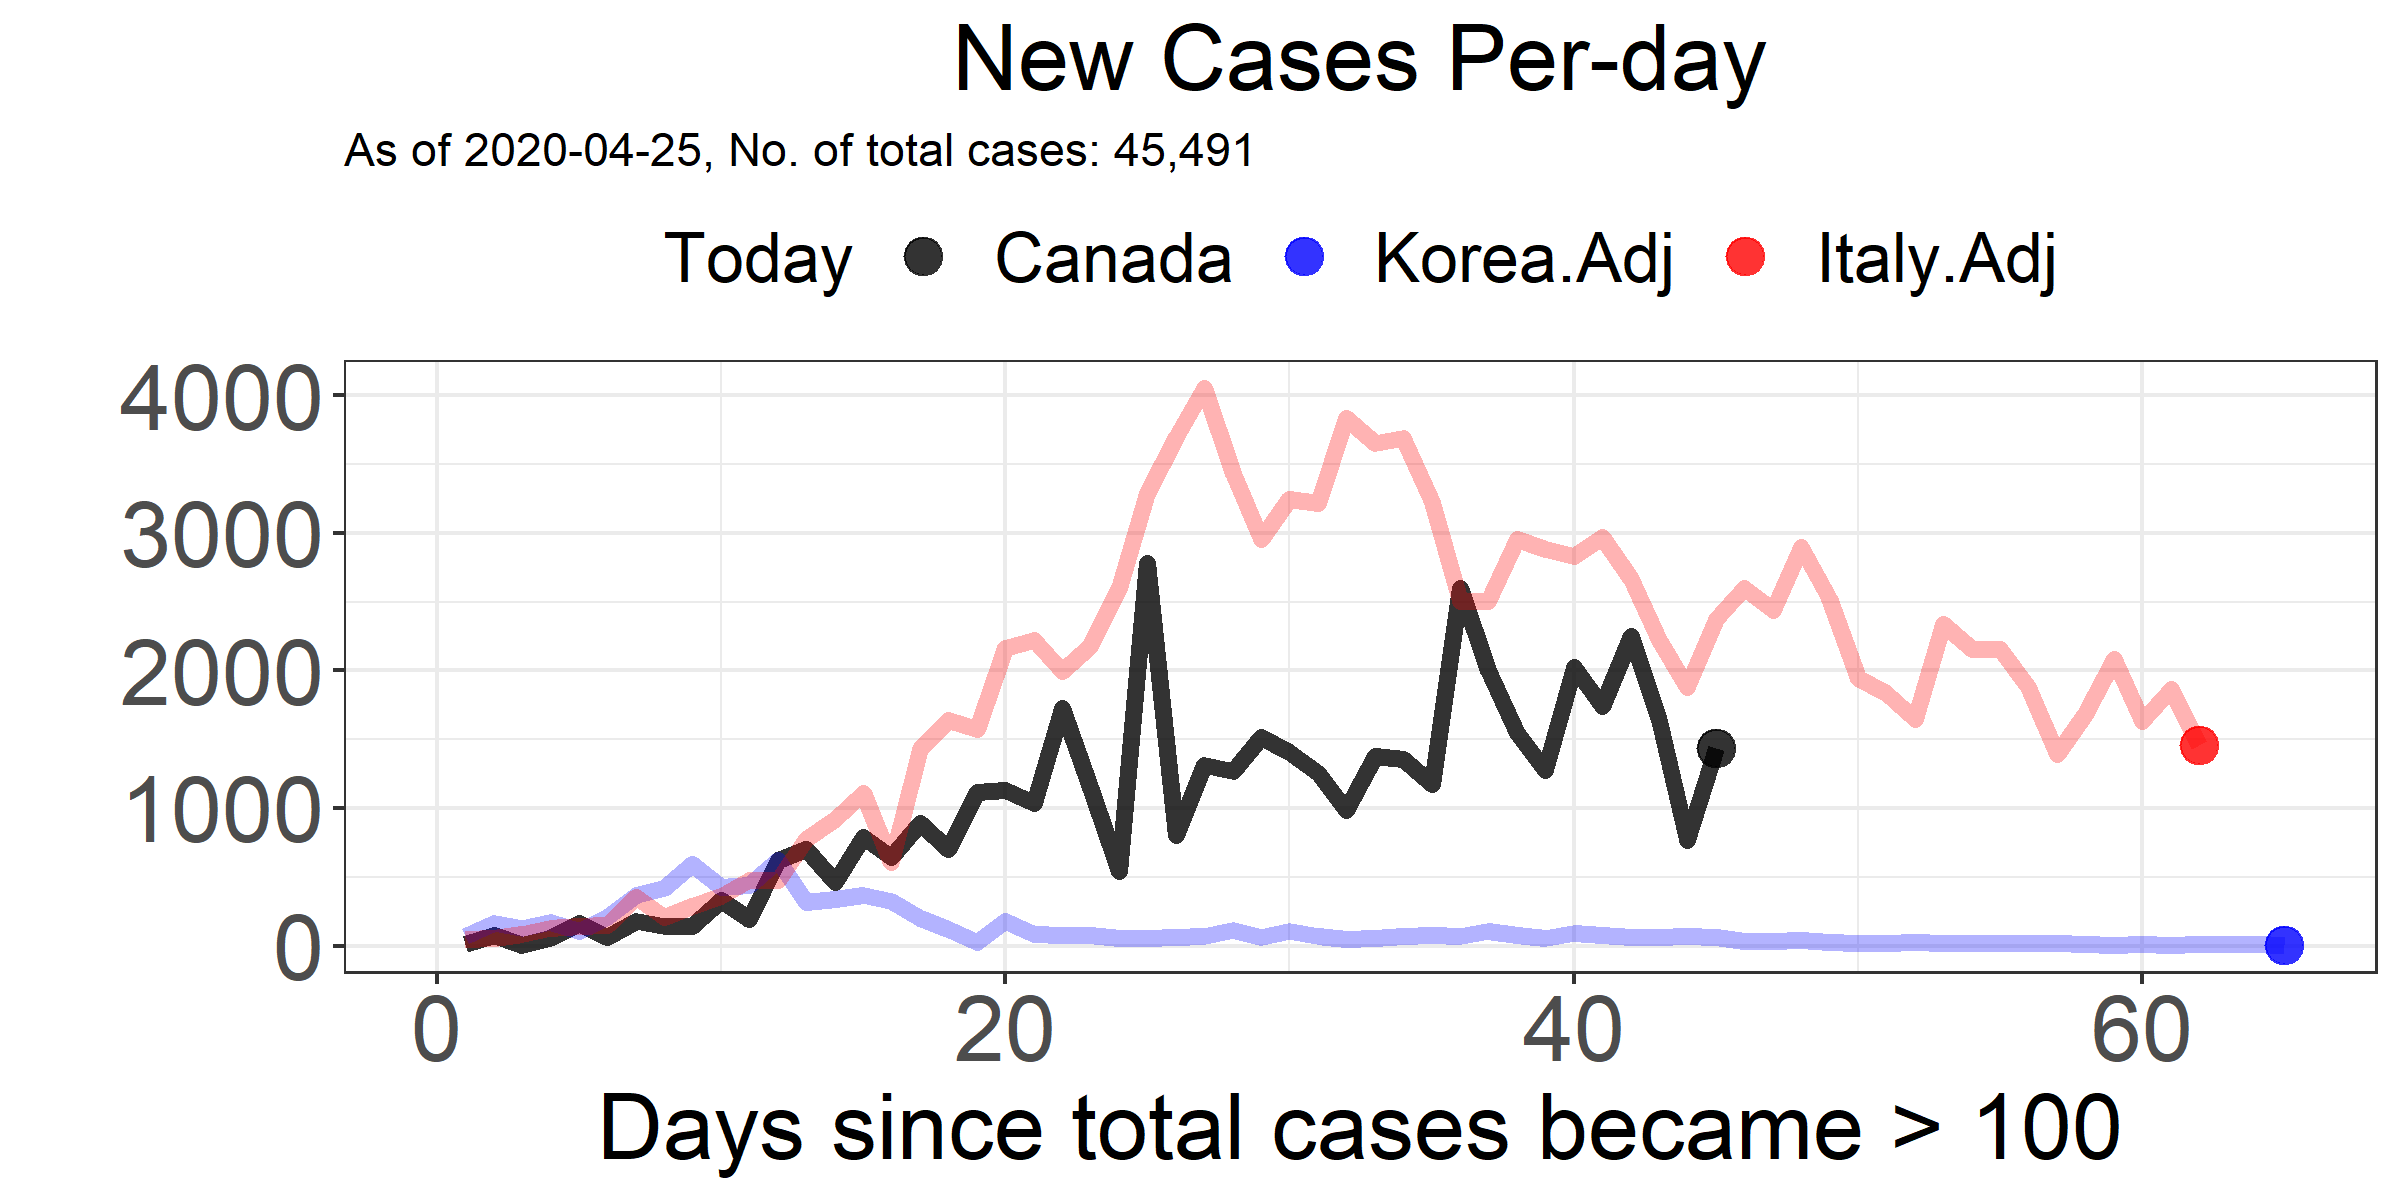 New Cases Per-day
As of 2020-04-25, No. of total cases: 45,491
Today Canada Korea.Adj Italy.Adj
4000
3000
2000
1000
0
0 20 40 60
Days since total cases became > 100